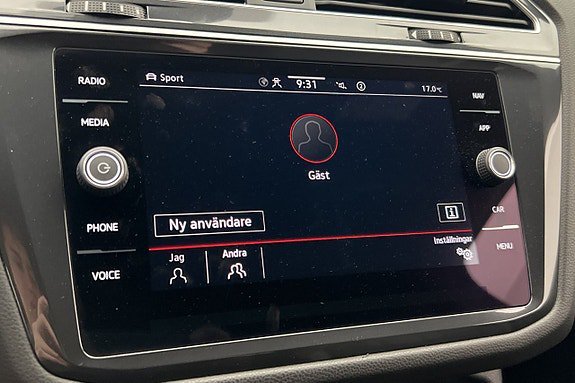 RADIO
MEDIA
PHONE
VOICE
Sport
9:31
17.0°C
Gäst
Ny användare
i
Inställningar
Jag
Andra
NAV
APP
CAR
MENU